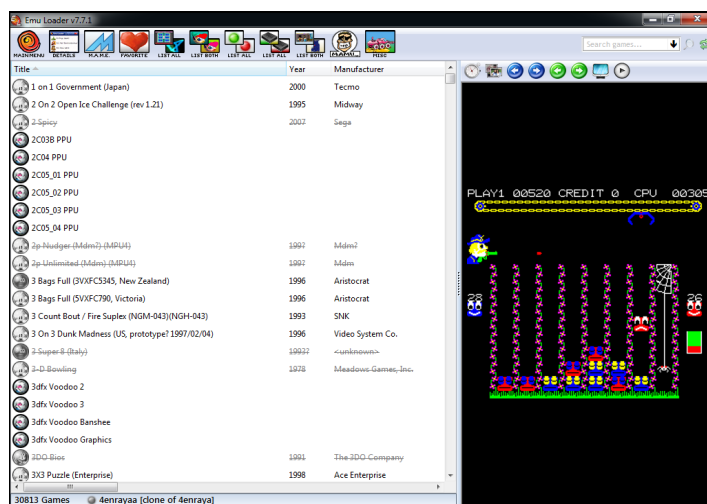 Emu Loader v7.7.1
MAINMENU DETAILS M.A.M.E. FAVORITE LIST ALL LIST BOTH LIST ALL LIST ALL LIST BOTH MAMU_ MISC
Search games...
Title Year Manufacturer
1 on 1 Government (Japan) 2000 Tecmo
2 On 2 Open Ice Challenge (rev 1.21) 1995 Midway
2 Spicy 2007 Sega
2C03B PPU
2C04 PPU
2C05_01 PPU
2C05_02 PPU
2C05_03 PPU
2C05_04 PPU
2p Nudger (Mdm?) (MPU4) 199? Mdm?
2p Unlimited (Mdm) (MPU4) 199? Mdm
3 Bags Full (3VXFC5345, New Zealand) 1996 Aristocrat
3 Bags Full (5VXFC790, Victoria) 1996 Aristocrat
3 Count Bout / Fire Suplex (NGM-043)(NGH-043) 1993 SNK
3 On 3 Dunk Madness (US, prototype? 1997/02/04) 1996 Video System Co.
3 Super 8 (Italy) 1993? <unknown>
3-D Bowling 1978 Meadows Games, Inc.
3dfx Voodoo 2
3dfx Voodoo 3
3dfx Voodoo Banshee
3dfx Voodoo Graphics
3DO Bios 1991 The 3DO Company
3X3 Puzzle (Enterprise) 1998 Ace Enterprise
30813 Games 4enrayaa [clone of 4enraya]
PLAY1 00520 CREDIT 0 CPU 00305
28 26